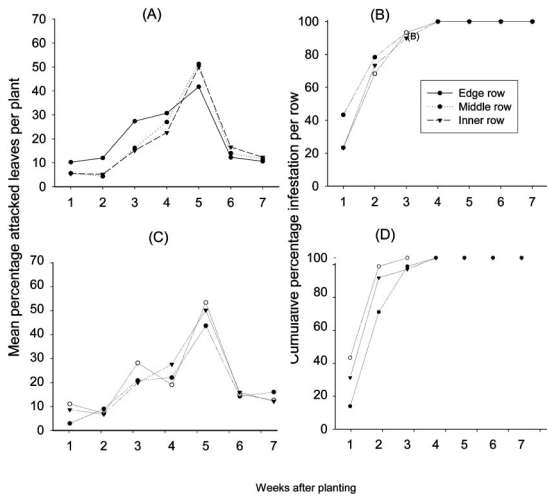 (A)
(B)
70
60
50
40
30
20
10
0
1 2 3 4 5 6 7
100
80
60
40
20
0
(B)
Edge row
Middle row
Inner row
1 2 3 4 5 6 7
Mean percentage attacked leaves per plant
Cumulative percentage infestation per row
(C)
(D)
70
60
50
40
30
20
10
0
1 2 3 4 5 6 7
100
80
60
40
20
0
1 2 3 4 5 6 7
Weeks after planting